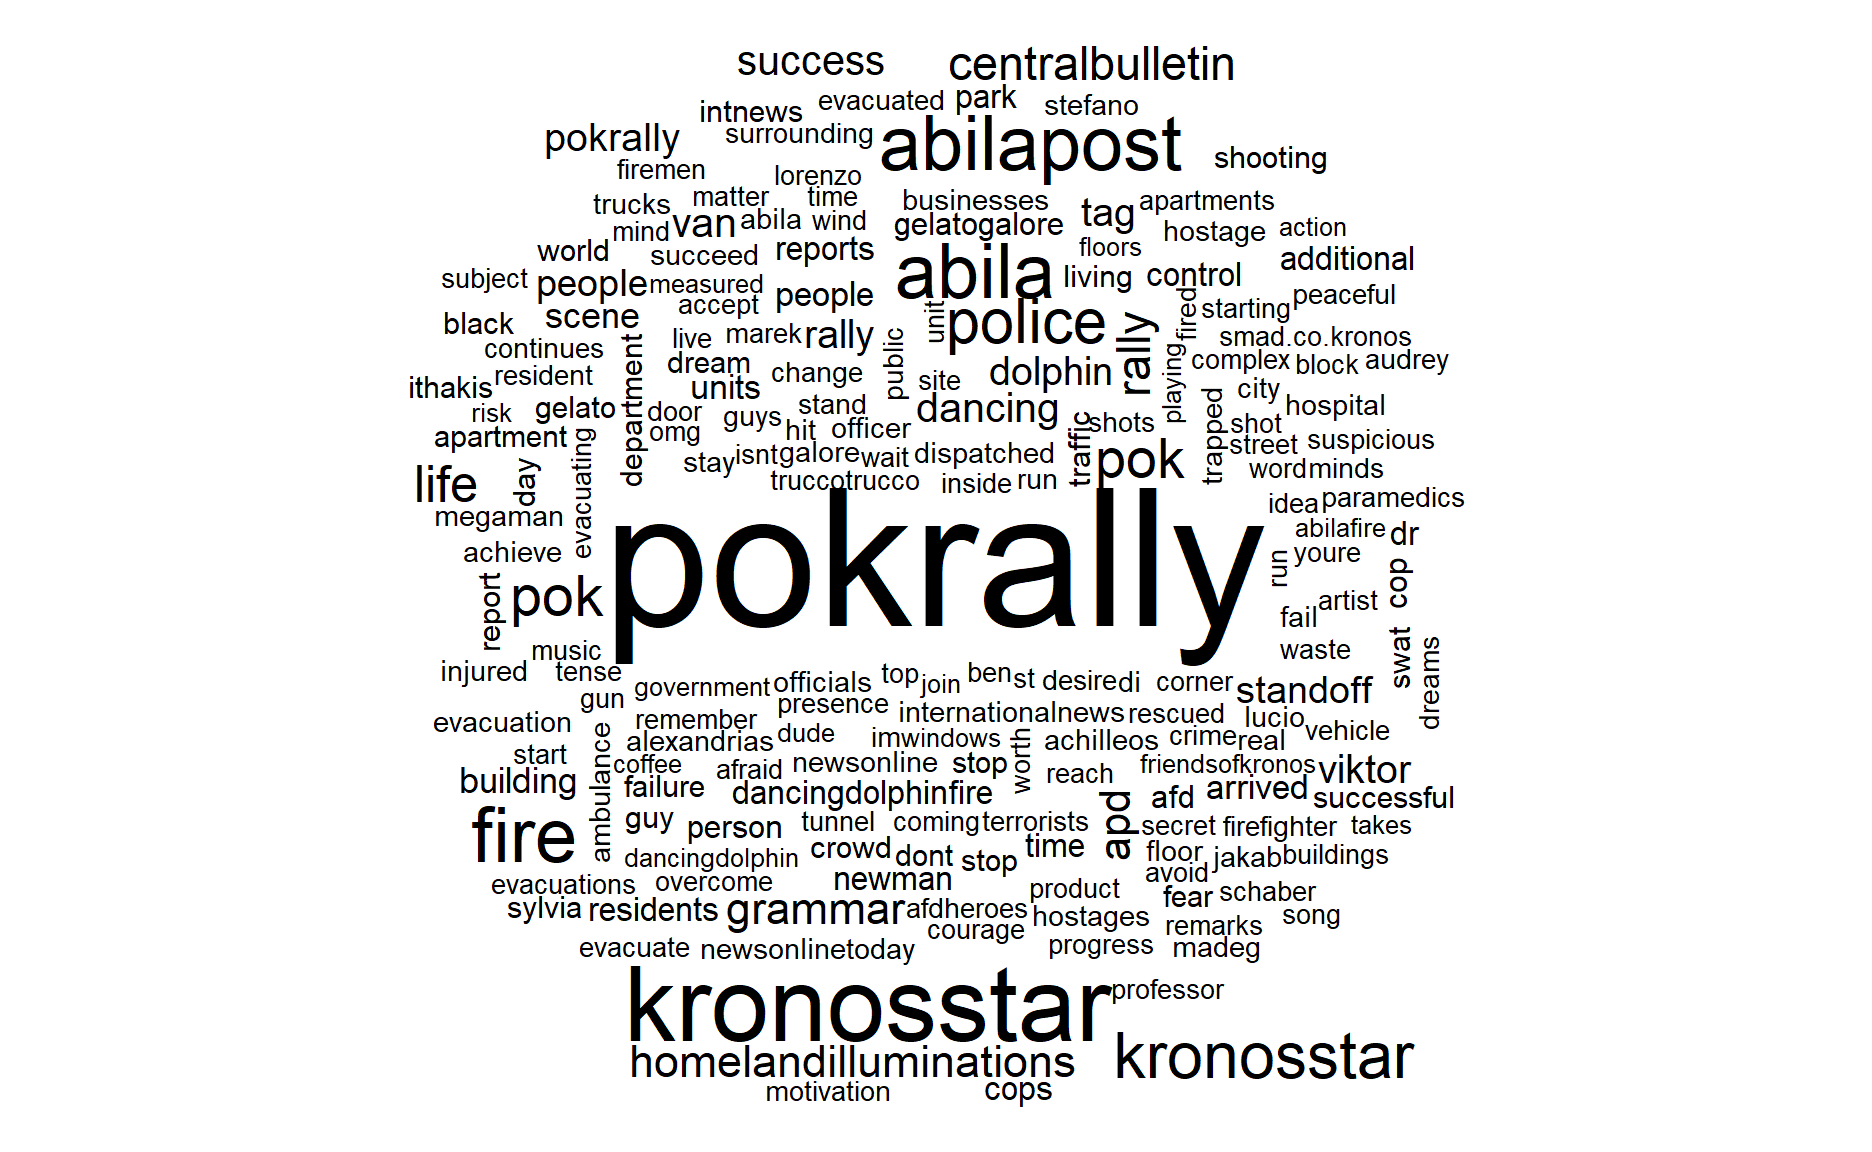 success
centralbulletin
intnews
evacuated
park
stefano
pokrally
surrounding
abilapost
shooting
firemen
lorenzo
trucks
matter
time
businesses
tag
apartments
mind
van
abila
wind
gelatogalore
hostage
action
world
succeed
reports
floors
additional
subject
people
measured
abila
living
control
accept
people
fired
starting
peaceful
black
scene
unit
police
smad.co.kronos
continues
live
marek
rally
public
rally
playing
complex
block
audrey
department
dream
ithakis
resident
units
change
site
dolphin
city
risk
gelato
door
guys
stand
dancing
trapped
hospital
apartment
omg
hit
officer
traffic
shots
shot
evacuating
stay
isnt
galore
wait
dispatched
pok
street
suspicious
life
day
truccotrucco
inside
run
word
minds
megaman
pokrally
idea
paramedics
achieve
abilafire
dr
run
youre
report
pok
cop
artist
fail
music
waste
injured
tense
swat
dreams
gun
government
officials
top
join
ben
st
desire
di
corner
standoff
presence
evacuation
remember
internationalnews
rescued
lucio
vehicle
start
ambulance
alexandrias
dude
imwindows
worth
achilleos
crime
real
coffee
afraid
newsonline
stop
reach
friendsofkronos
viktor
building
failure
dancingdolphinfire
apd
afd
arrived
successful
fire
guy
person
tunnel
coming
terrorists
secret
firefighter
takes
dancingdolphin
crowd
dont
stop
time
floor
jakab
buildings
avoid
evacuations
overcome
newman
product
fear
schaber
sylvia
residents
grammar
afdheroes
hostages
remarks
song
courage
evacuate
newsonlinetoday
progress
madeg
kronosstar
professor
homelandilluminations
kronosstar
motivation
cops